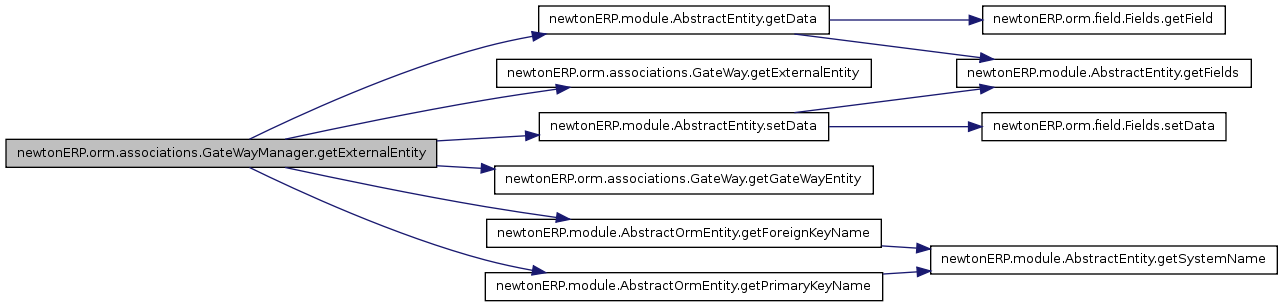 newtonERP.orm.associations.GateWayManager.getExternalEntity
newtonERP.module.AbstractEntity.getData
newtonERP.orm.associations.GateWay.getExternalEntity
newtonERP.module.AbstractEntity.setData
newtonERP.orm.associations.GateWay.getGateWayEntity
newtonERP.module.AbstractOrmEntity.getForeignKeyName
newtonERP.module.AbstractOrmEntity.getPrimaryKeyName
newtonERP.orm.field.Fields.getField
newtonERP.module.AbstractEntity.getFields
newtonERP.orm.field.Fields.setData
newtonERP.module.AbstractEntity.getSystemName